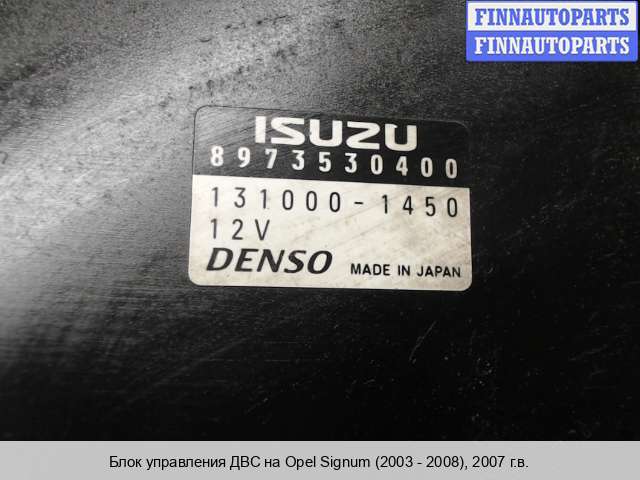 FINNAUTOPARTS
FINNAUTOPARTS
ISUZU
8973530400
131000-1450
12V
DENSO MADE IN JAPAN
Блок управления ДВС на Opel Signum (2003 - 2008), 2007 г.в.